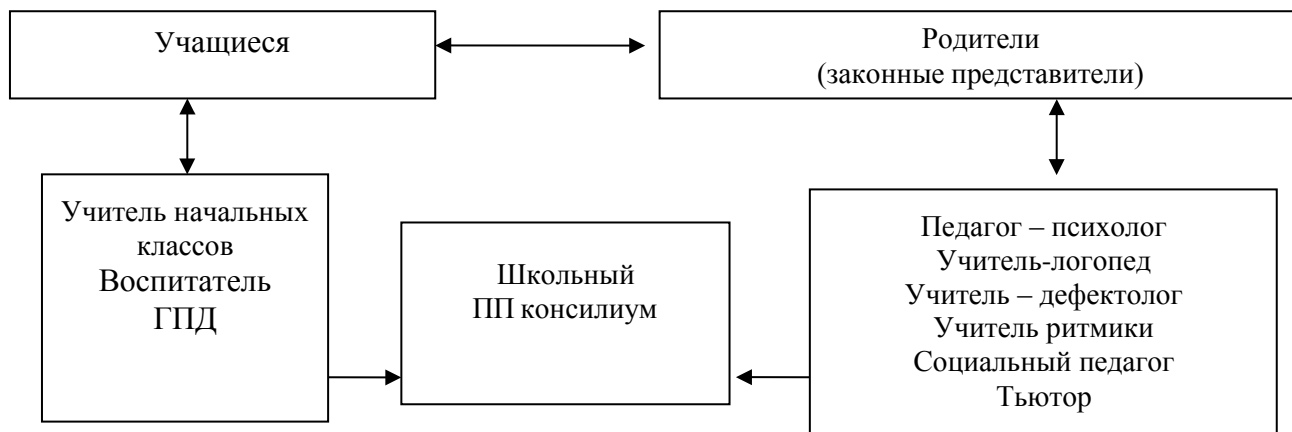 Учащиеся
Родители
(законные представители)
Учитель начальных
классов
Воспитатель
ГПД
Школьный
ПП консилиум
Педагог – психолог
Учитель-логопед
Учитель – дефектолог
Учитель ритмики
Социальный педагог
Тьютор